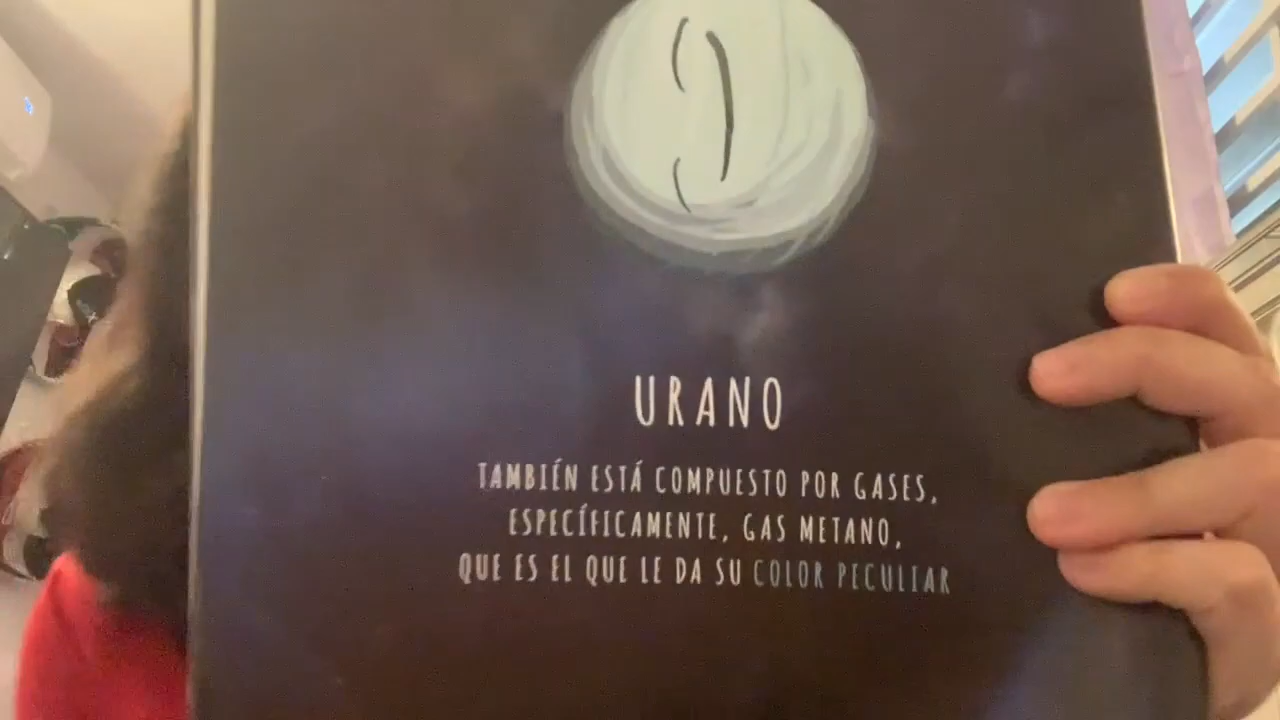 URANO
TAMBIÉN ESTÁ COMPUESTO POR GASES,
ESPECÍFICAMENTE, GAS METANO,
QUE ES EL QUE LE DA SU COLOR PECULIAR